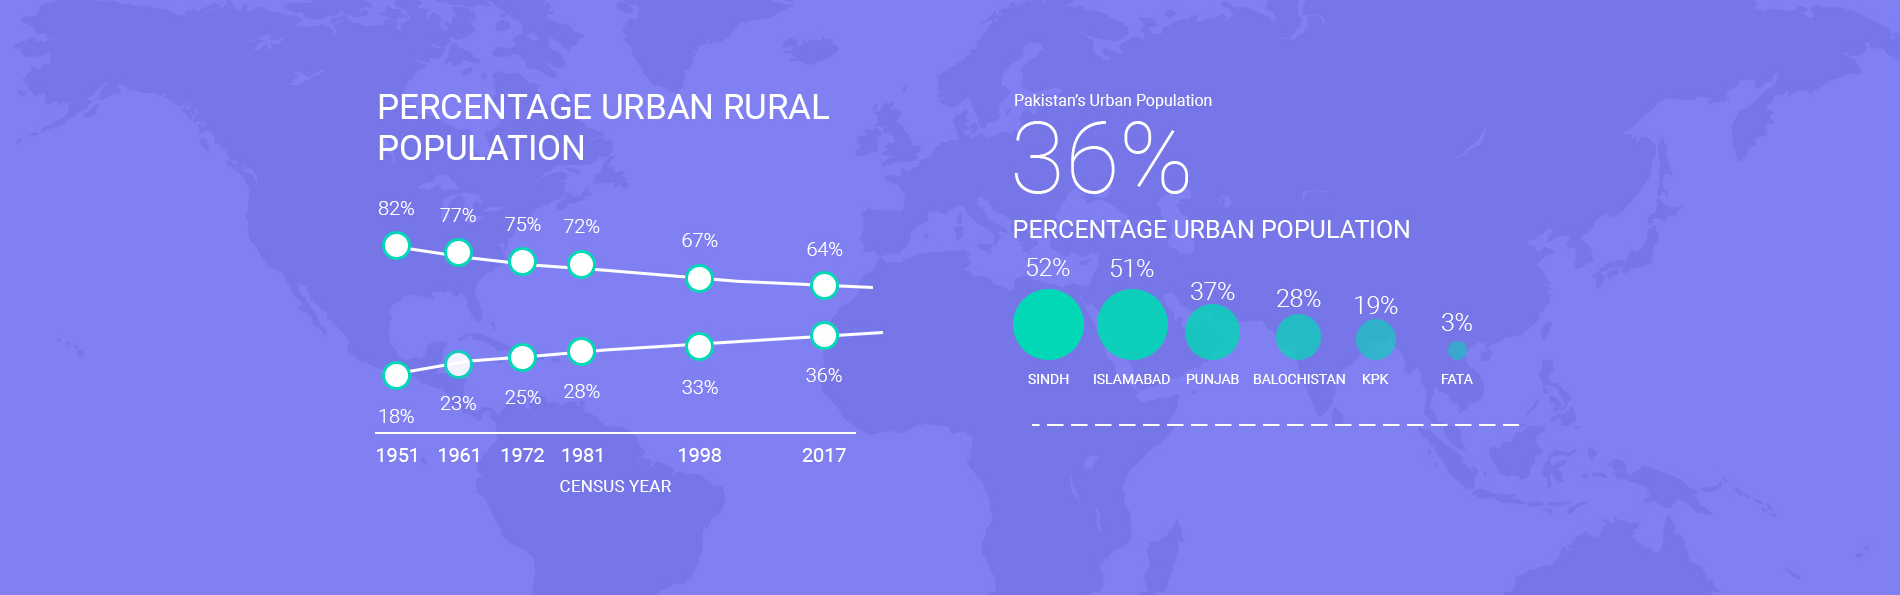 PERCENTAGE URBAN RURAL
POPULATION
82%
77%
75%
72%
67%
64%
18%
23%
25%
28%
33%
36%
1951
1961
1972
1981
1998
2017
CENSUS YEAR
Pakistan's Urban Population
36%
PERCENTAGE URBAN POPULATION
52%
51%
37%
28%
19%
3%
SINDH
ISLAMABAD
PUNJAB
BALOCHISTAN
KPK
FATA